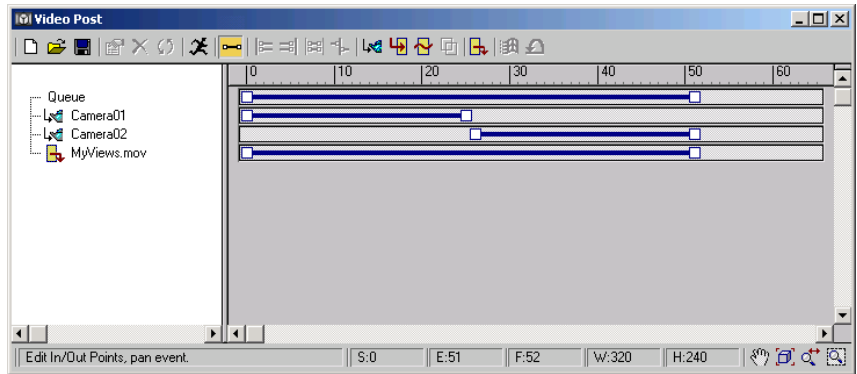 Video Post
0 10 20 30 40 50 60
Queue
Camera01
Camera02
MyViews.mov
Edit In/Out Points, pan event. S:0 E:51 F:52 W:320 H:240